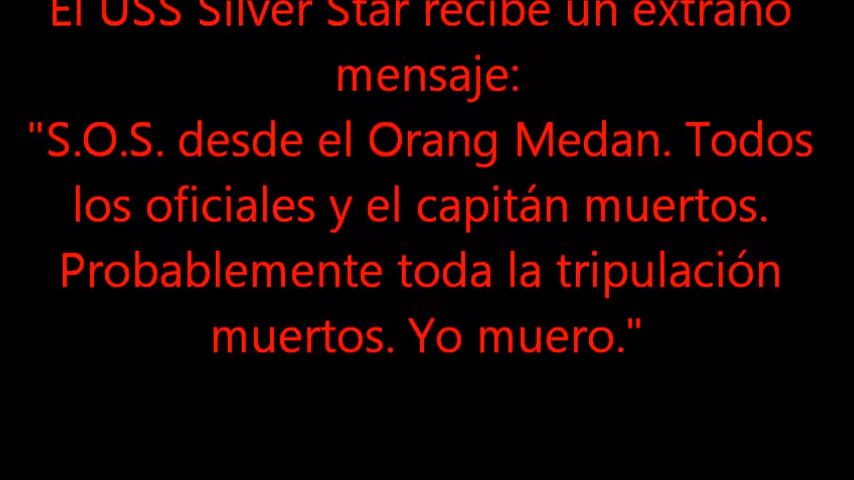 El USS Silver Star recibe un extraño
mensaje:
"S.O.S. desde el Orang Medan. Todos
los oficiales y el capitán muertos.
Probablemente toda la tripulación
muertos. Yo muero."